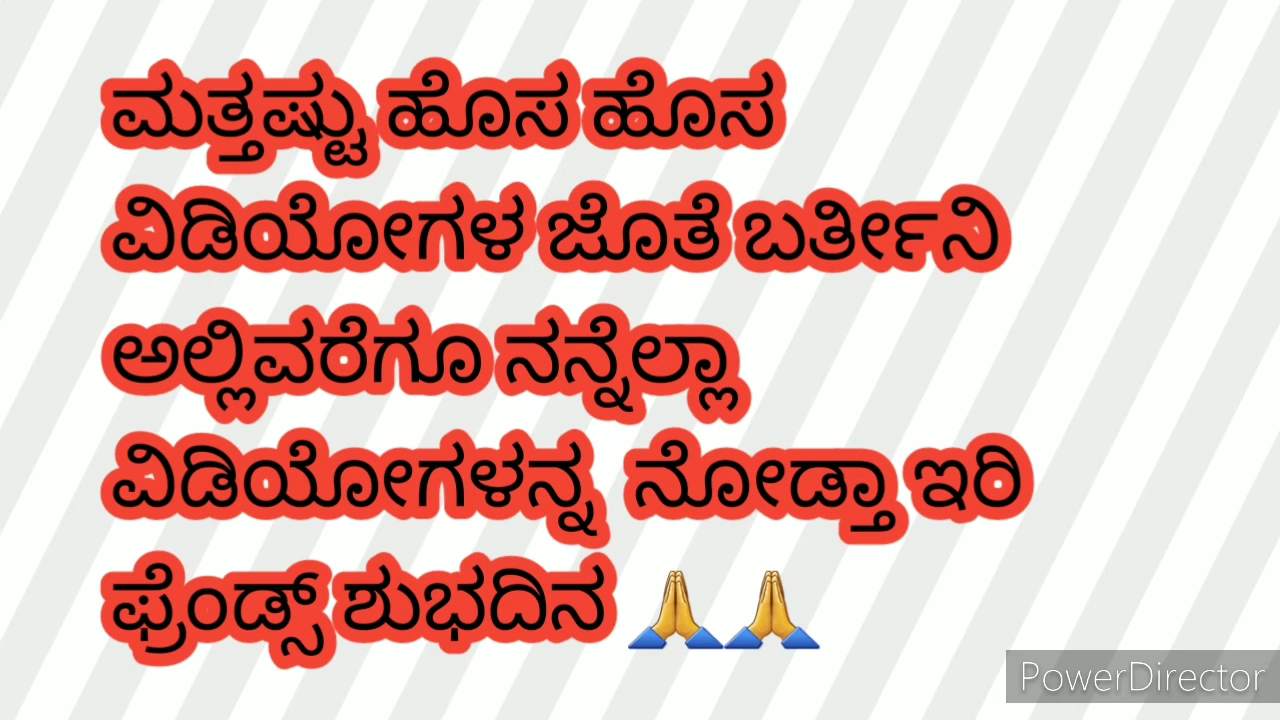 ಮತ್ತಷ್ಟು ಹೊಸ ಹೊಸ
ವಿಡಿಯೋಗಳ ಜೊತೆ ಬರ್ತೀನಿ
ಅಲ್ಲಿವರೆಗೂ ನನ್ನೆಲ್ಲಾ
ವಿಡಿಯೋಗಳನ್ನ ನೋಡ್ತಾ ಇರಿ
ಫ್ರೆಂಡ್ಸ್ ಶುಭದಿನ 🙏🙏
PowerDirector